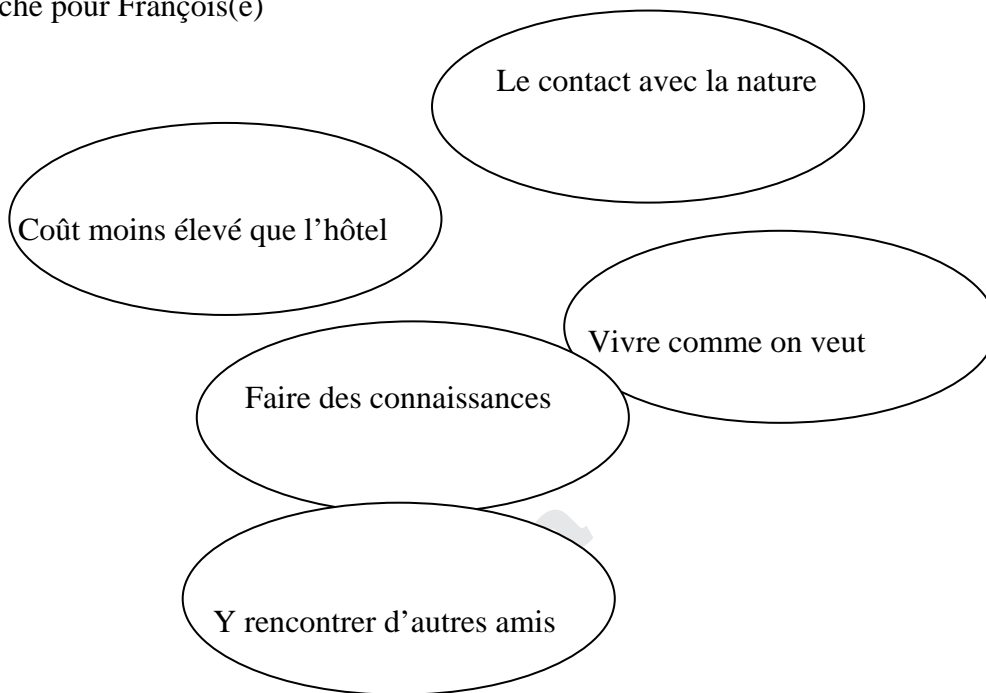 che pour François(e)
Le contact avec la nature
Coût moins élevé que l’hôtel
Vivre comme on veut
Faire des connaissances
Y rencontrer d’autres amis